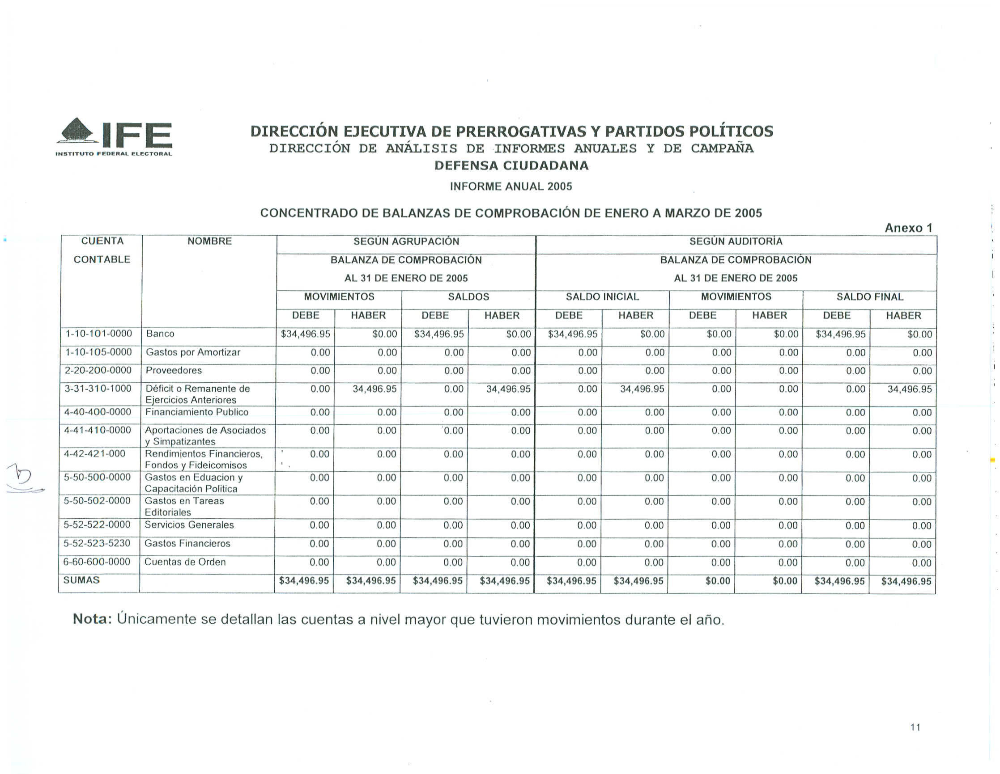 IFE
INSTITUTO FEDERAL ELECTORAL
DIRECCIÓN EJECUTIVA DE PRERROGATIVAS Y PARTIDOS POLÍTICOS
DIRECCIÓN DE ANÁLISIS DE INFORMES ANUALES Y DE CAMPAÑA
DEFENSA CIUDADANA
INFORME ANUAL 2005
CONCENTRADO DE BALANZAS DE COMPROBACIÓN DE ENERO A MARZO DE 2005
Anexo 1
CUENTA NOMBRE SEGÚN AGRUPACIÓN SEGÚN AUDITORÍA
CONTABLE BALANZA DE COMPROBACIÓN BALANZA DE COMPROBACIÓN
AL 31 DE ENERO DE 2005 AL 31 DE ENERO DE 2005
MOVIMIENTOS SALDOS SALDO INICIAL MOVIMIENTOS SALDO FINAL
DEBE HABER DEBE HABER DEBE HABER DEBE HABER DEBE HABER
1-10-101-0000 Banco $34,496.95 $0.00 $34,496.95 $0.00 $34,496.95 $0.00 $0.00 $0.00 $34,496.95 $0.00
1-10-105-0000 Gastos por Amortizar 0.00 0.00 0.00 0.00 0.00 0.00 0.00 0.00 0.00 0.00
2-20-200-0000 Proveedores 0.00 0.00 0.00 0.00 0.00 0.00 0.00 0.00 0.00 0.00
3-31-310-1000 Déficit o Remanente de 0.00 34,496.95 0.00 34,496.95 0.00 34,496.95 0.00 0.00 0.00 34,496.95
Ejercicios Anteriores
4-40-400-0000 Financiamiento Publico 0.00 0.00 0.00 0.00 0.00 0.00 0.00 0.00 0.00 0.00
4-41-410-0000 Aportaciones de Asociados 0.00 0.00 0.00 0.00 0.00 0.00 0.00 0.00 0.00 0.00
y Simpatizantes
4-42-421-000 Rendimientos Financieros, 0.00 0.00 0.00 0.00 0.00 0.00 0.00 0.00 0.00 0.00
Fondos y Fideicomisos
5-50-500-0000 Gastos en Eduacion y 0.00 0.00 0.00 0.00 0.00 0.00 0.00 0.00 0.00 0.00
Capacitación Politica
5-50-502-0000 Gastos en Tareas 0.00 0.00 0.00 0.00 0.00 0.00 0.00 0.00 0.00 0.00
Editoriales
5-52-522-0000 Servicios Generales 0.00 0.00 0.00 0.00 0.00 0.00 0.00 0.00 0.00 0.00
5-52-523-5230 Gastos Financieros 0.00 0.00 0.00 0.00 0.00 0.00 0.00 0.00 0.00 0.00
6-60-600-0000 Cuentas de Orden 0.00 0.00 0.00 0.00 0.00 0.00 0.00 0.00 0.00 0.00
SUMAS $34,496.95 $34,496.95 $34,496.95 $34,496.95 $34,496.95 $34,496.95 $0.00 $0.00 $34,496.95 $34,496.95
Nota: Únicamente se detallan las cuentas a nivel mayor que tuvieron movimientos durante el año.
11